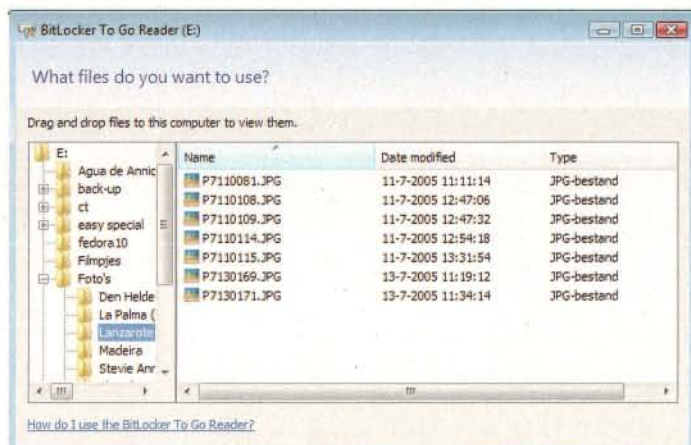 BitLocker To Go Reader (E:)
What files do you want to use?
Drag and drop files to this computer to view them.
E:
Agua de Annic
back-up
ct
easy special
fedora10
Filmpjes
Foto's
Den Helde
La Palma (
Lanzarote
Madeira
Stevie Anr
Name Date modified Type
P7110081.JPG 11-7-2005 11:11:14 JPG-bestand
P7110108.JPG 11-7-2005 12:47:06 JPG-bestand
P7110109.JPG 11-7-2005 12:47:32 JPG-bestand
P7110114.JPG 11-7-2005 12:54:18 JPG-bestand
P7110115.JPG 11-7-2005 13:31:54 JPG-bestand
P7130169.JPG 13-7-2005 11:19:12 JPG-bestand
P7130171.JPG 13-7-2005 11:34:14 JPG-bestand
How do I use the BitLocker To Go Reader?